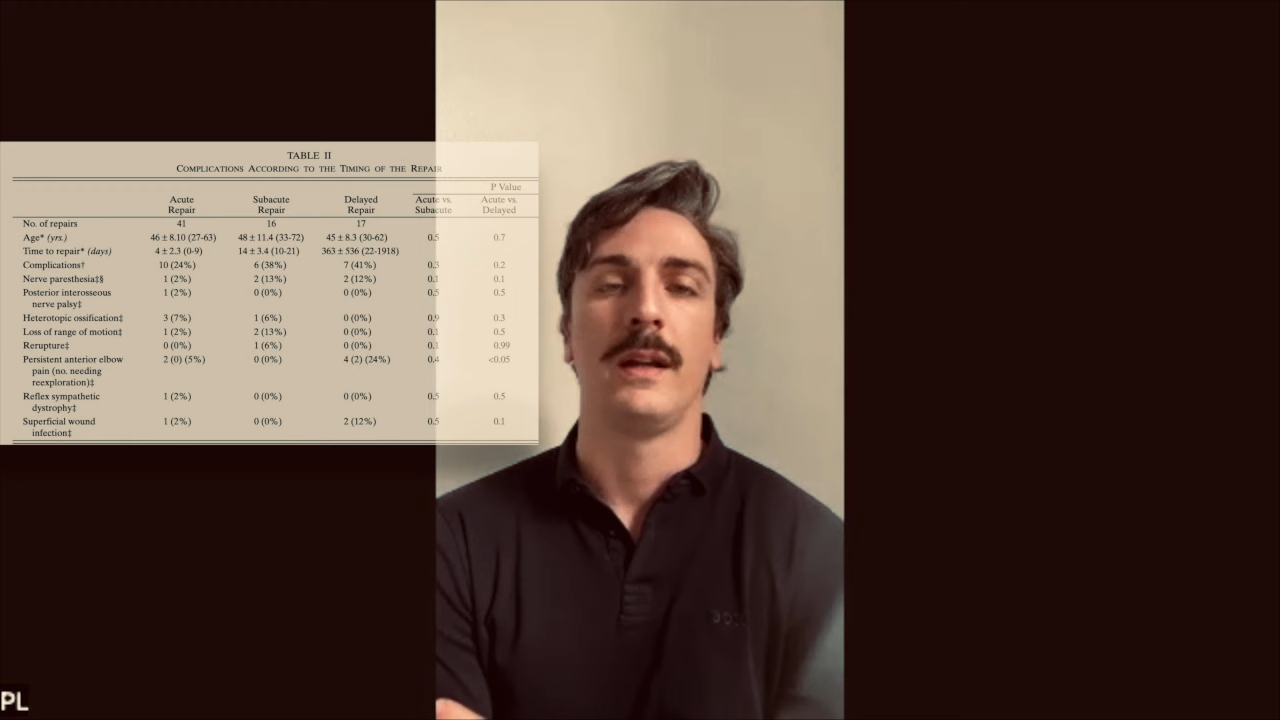 TABLE II
COMPLICATIONS ACCORDING TO THE TIMING OF THE REPAIR
P Value
Acute Repair Subacute Repair Delayed Repair Acute vs. Subacute Acute vs. Delayed
No. of repairs 41 16 17
Age* (yrs.) 46 ± 8.10 (27-63) 48 ± 11.4 (33-72) 45 ± 8.3 (30-62) 0.5 0.7
Time to repair* (days) 4 ± 2.3 (0-9) 14 ± 3.4 (10-21) 363 ± 536 (22-1918)
Complications† 10 (24%) 6 (38%) 7 (41%) 0.3 0.2
Nerve paresthesia‡§ 1 (2%) 2 (13%) 2 (12%) 0.1 0.1
Posterior interosseous 1 (2%) 0 (0%) 0 (0%) 0.5 0.5
nerve palsy‡
Heterotopic ossification‡ 3 (7%) 1 (6%) 0 (0%) 0.9 0.3
Loss of range of motion‡ 1 (2%) 2 (13%) 0 (0%) 0.1 0.5
Rerupture‡ 0 (0%) 1 (6%) 0 (0%) 0.1 0.99
Persistent anterior elbow 2 (0) (5%) 0 (0%) 4 (2) (24%) 0.4 <0.05
pain (no. needing
reexploration)‡
Reflex sympathetic 1 (2%) 0 (0%) 0 (0%) 0.5 0.5
dystrophy‡
Superficial wound 1 (2%) 0 (0%) 2 (12%) 0.5 0.1
infection‡
PL